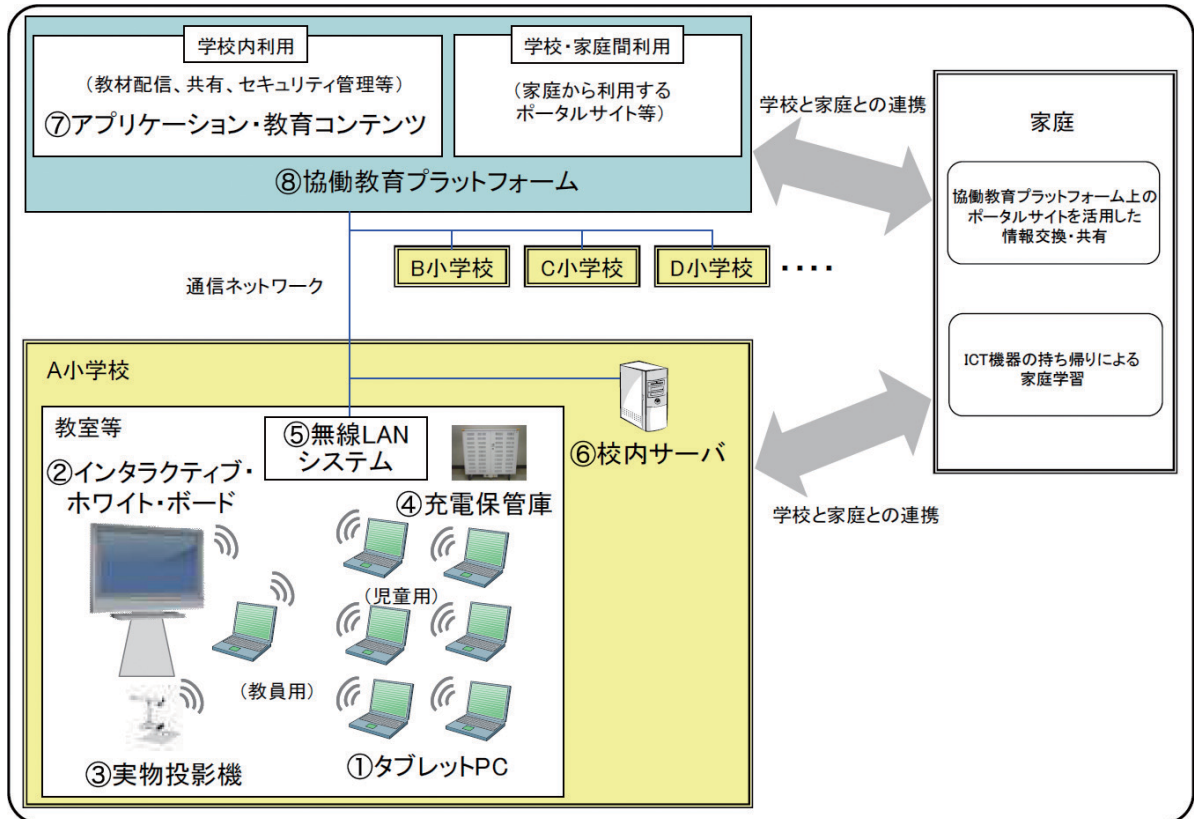 学校内利用
（教材配信、共有、セキュリティ管理等）
⑦アプリケーション・教育コンテンツ
学校・家庭間利用
（家庭から利用する
ポータルサイト等）
⑧協働教育プラットフォーム
学校と家庭との連携
家庭
協働教育プラットフォーム上の
ポータルサイトを活用した
情報交換・共有
ICT機器の持ち帰りによる
家庭学習
B小学校
C小学校
D小学校
・・・・
通信ネットワーク
A小学校
教室等
⑤無線LAN
システム
②インタラクティブ・
ホワイト・ボード
④充電保管庫
⑥校内サーバ
学校と家庭との連携
（児童用）
（教員用）
③実物投影機
①タブレットPC